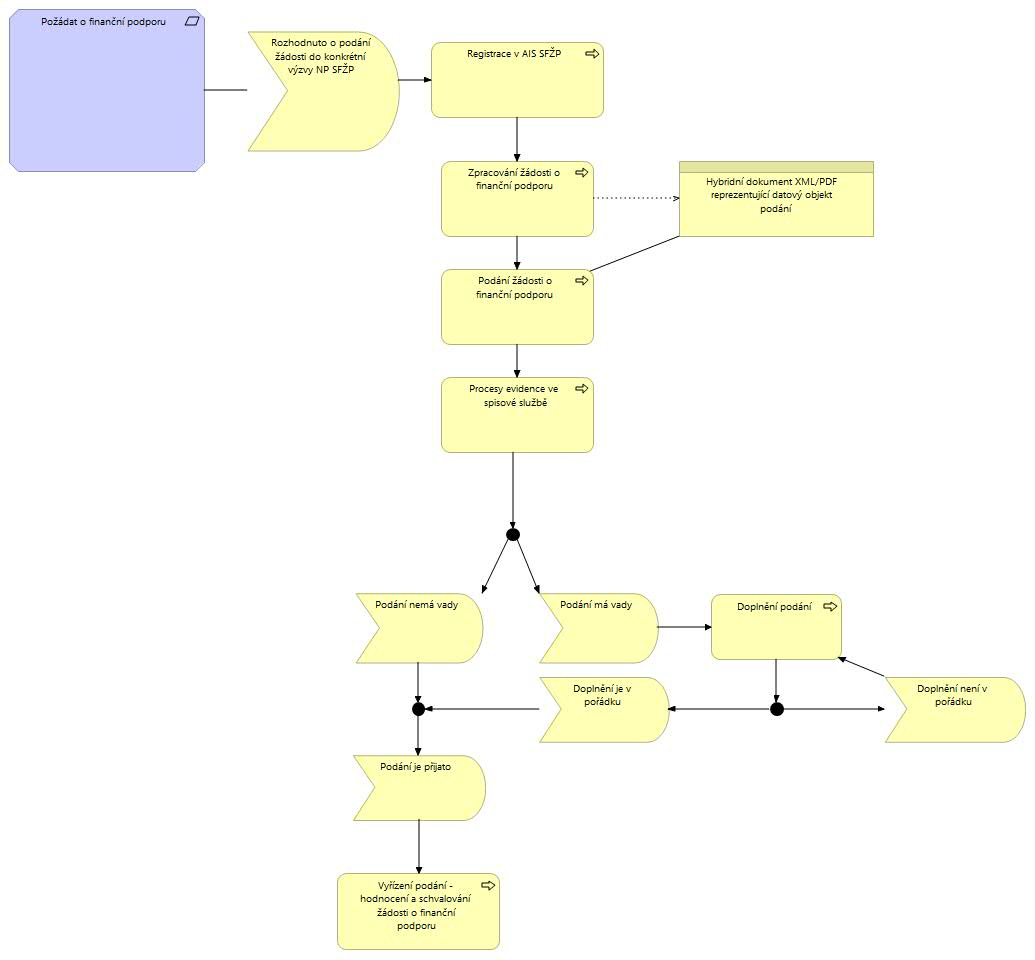 Požádat o finanční podporu
Rozhodnuto o podání
žádosti do konkrétní
výzvy NP SFŽP
Registrace v AIS SFŽP
Zpracování žádosti o
finanční podporu
Hybridní dokument XML/PDF
reprezentující datový objekt
podání
Podání žádosti o
finanční podporu
Procesy evidence ve
spisové službě
Podání nemá vady
Podání má vady
Doplnění podání
Doplnění je v
pořádku
Doplnění není v
pořádku
Podání je přijato
Vyřízení podání -
hodnocení a schvalování
žádosti o finanční
podporu